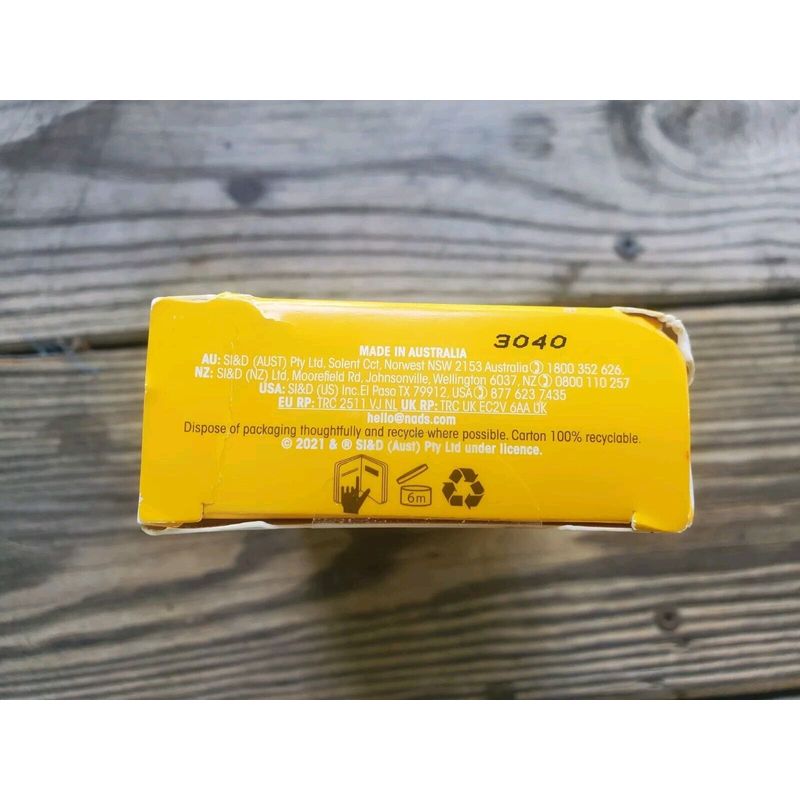 3040
MADE IN AUSTRALIA
AU: SI&D (AUST) Pty Ltd. Solent Cct, Norwest NSW 2153 Australia 1800 352 626.
NZ: SI&D (NZ) Ltd. Moorefield Rd, Johnsonville, Wellington 6037, NZ 0800 110 257
USA: SI&D (US) Inc. El Paso TX 79912, USA 877 623 7435
EU RP: TRC 2511 VJ NL UK RP: TRC UK EC2V 6AA UK
hello@nads.com
Dispose of packaging thoughtfully and recycle where possible. Carton 100% recyclable.
© 2021 & ® SI&D (Aust) Pty Ltd under licence.
6m